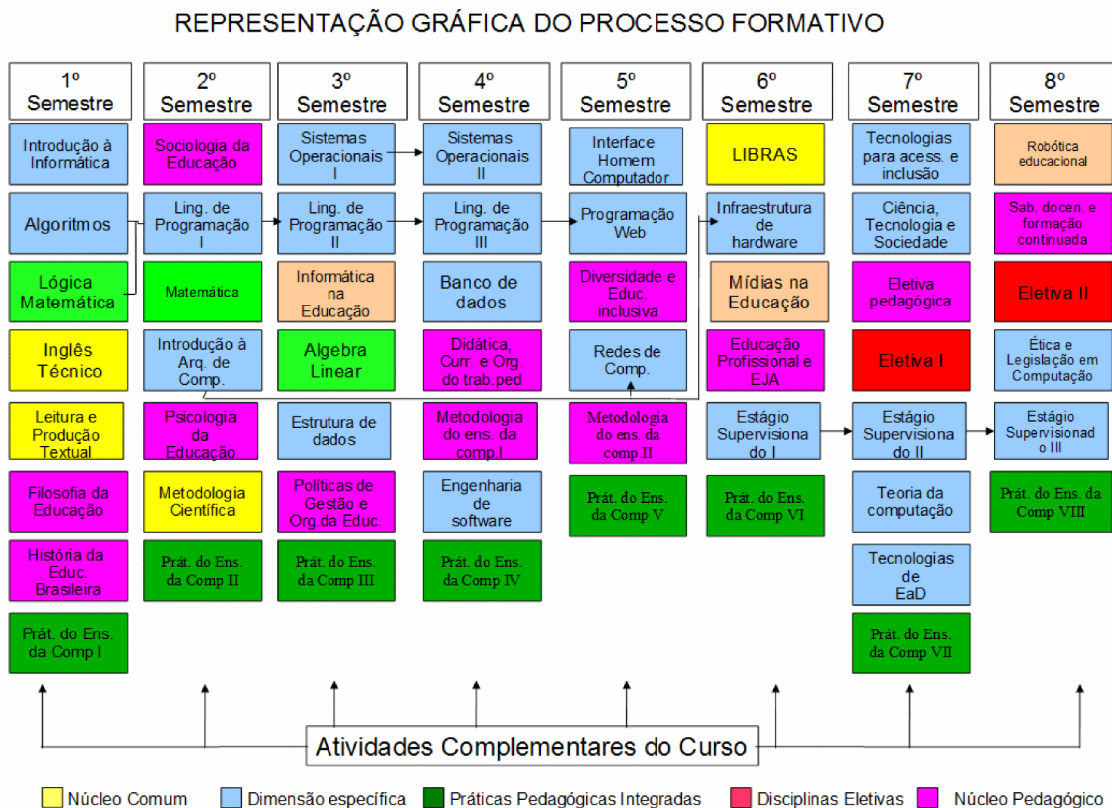 REPRESENTAÇÃO GRÁFICA DO PROCESSO FORMATIVO
1º
Semestre
Introdução à
Informática
Algoritmos
Lógica
Matemática
Inglês
Técnico
Leitura e
Produção
Textual
Filosofia da
Educação
História da
Educ.
Brasileira
Prát. do Ens.
da Comp I
2º
Semestre
Sociologia da
Educação
Ling. de
Programação
I
Matemática
Introdução à
Arq. de
Comp.
Psicologia
da
Educação
Metodologia
Científica
Prát. do Ens.
da Comp II
3º
Semestre
Sistemas
Operacionais
I
Ling. de
Programação
II
Informática
na
Educação
Algebra
Linear
Estrutura
de dados
Políticas de
Gestão e
Org.da Educ.
Prát. do Ens.
da Comp III
4º
Semestre
Sistemas
Operacionais
II
Ling. de
Programação
III
Banco de
dados
Didática,
Curr. e Org.
do trab.ped
Metodologia
do ens. da
comp.I
Engenharia
de
software
Prát. do Ens.
da Comp IV
5º
Semestre
Interface
Homem
Computador
Programação
Web
Diversidade e
Educ.
inclusiva
Redes de
Comp.
Metodologia
do ens. da
comp.II
Prát. do Ens.
da Comp V
6º
Semestre
LIBRAS
Infraestrutura
de
hardware
Mídias na
Educação
Educação
Profissional e
EJA
Estágio
Supervisiona
do I
Prát. do Ens.
da Comp VI
7º
Semestre
Tecnologias
para acess. e
inclusão
Ciência,
Tecnologia e
Sociedade
Eletiva
pedagógica
Eletiva I
Estágio
Supervisiona
do II
Teoria da
computação
Tecnologias
de
EaD
Prát. do Ens.
da Comp VII
8º
Semestre
Robótica
educacional
Sab. docen. e
formação
continuada
Eletiva II
Ética e
Legislação em
Computação
Estágio
Supervisionad
o III
Prát. do Ens. da
Comp VIII
Atividades Complementares do Curso
Núcleo Comum
Dimensão específica
Práticas Pedagógicas Integradas
Disciplinas Eletivas
Núcleo Pedagógico